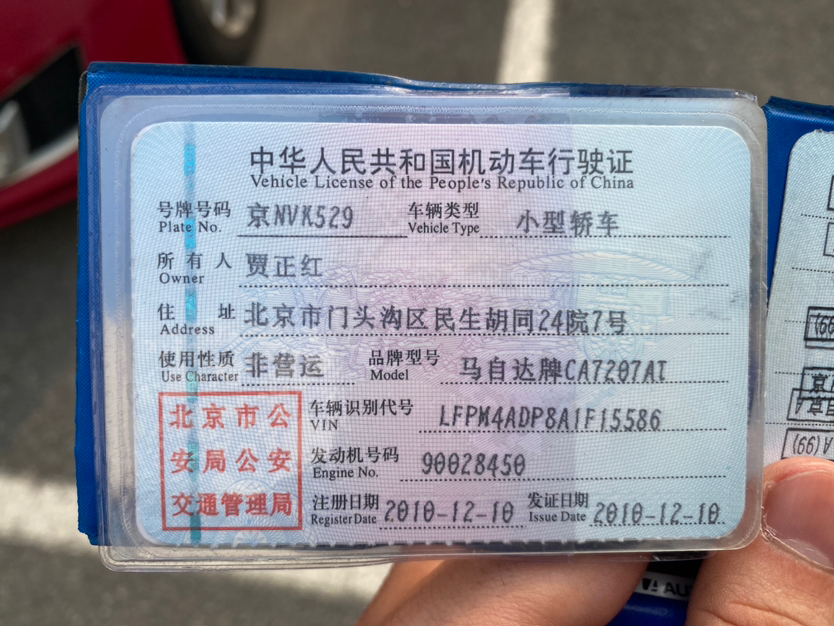 中华人民共和国机动车行驶证
Vehicle License of the People's Republic of China
号牌号码 京NVK529 车辆类型 小型轿车
Plate No. Vehicle Type
所有人 贾正红
Owner
住址 北京市门头沟区民生胡同24院7号
Address
使用性质 非营运 品牌型号 马自达牌CA7207AT
Use Character Model
北京市公
安局公安
交通管理局
车辆识别代号 LFPM4ADP8A1F15586
VIN
发动机号码 90028450
Engine No.
注册日期 2010-12-10 发证日期 2010-12-10
Register Date Issue Date